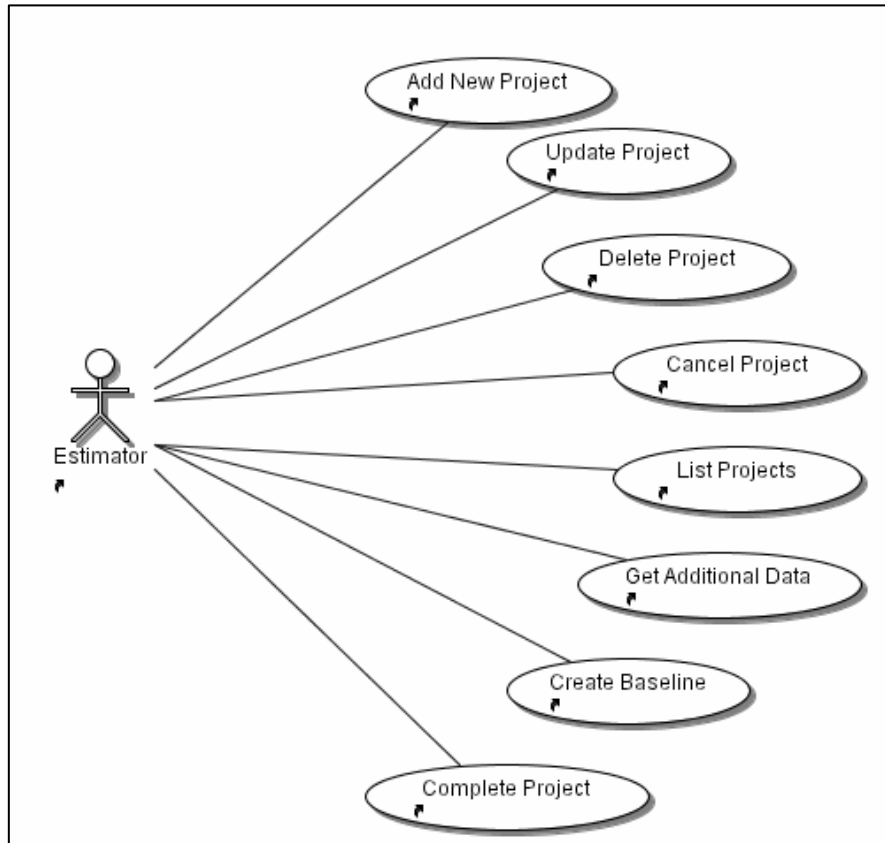 Add New Project
Update Project
Delete Project
Cancel Project
Estimator
List Projects
Get Additional Data
Create Baseline
Complete Project